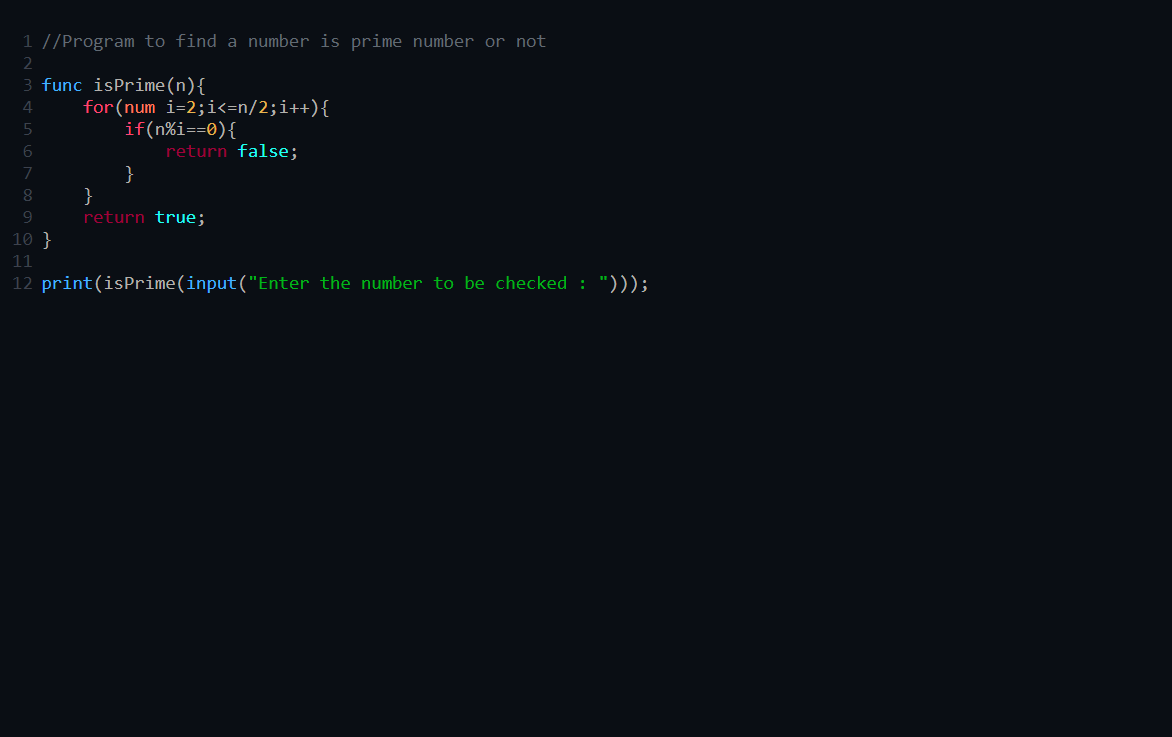 1 //Program to find a number is prime number or not
2
3 func isPrime(n){
4     for(num i=2;i<=n/2;i++){
5         if(n%i==0){
6             return false;
7         }
8     }
9     return true;
10 }
11
12 print(isPrime(input("Enter the number to be checked : ")));